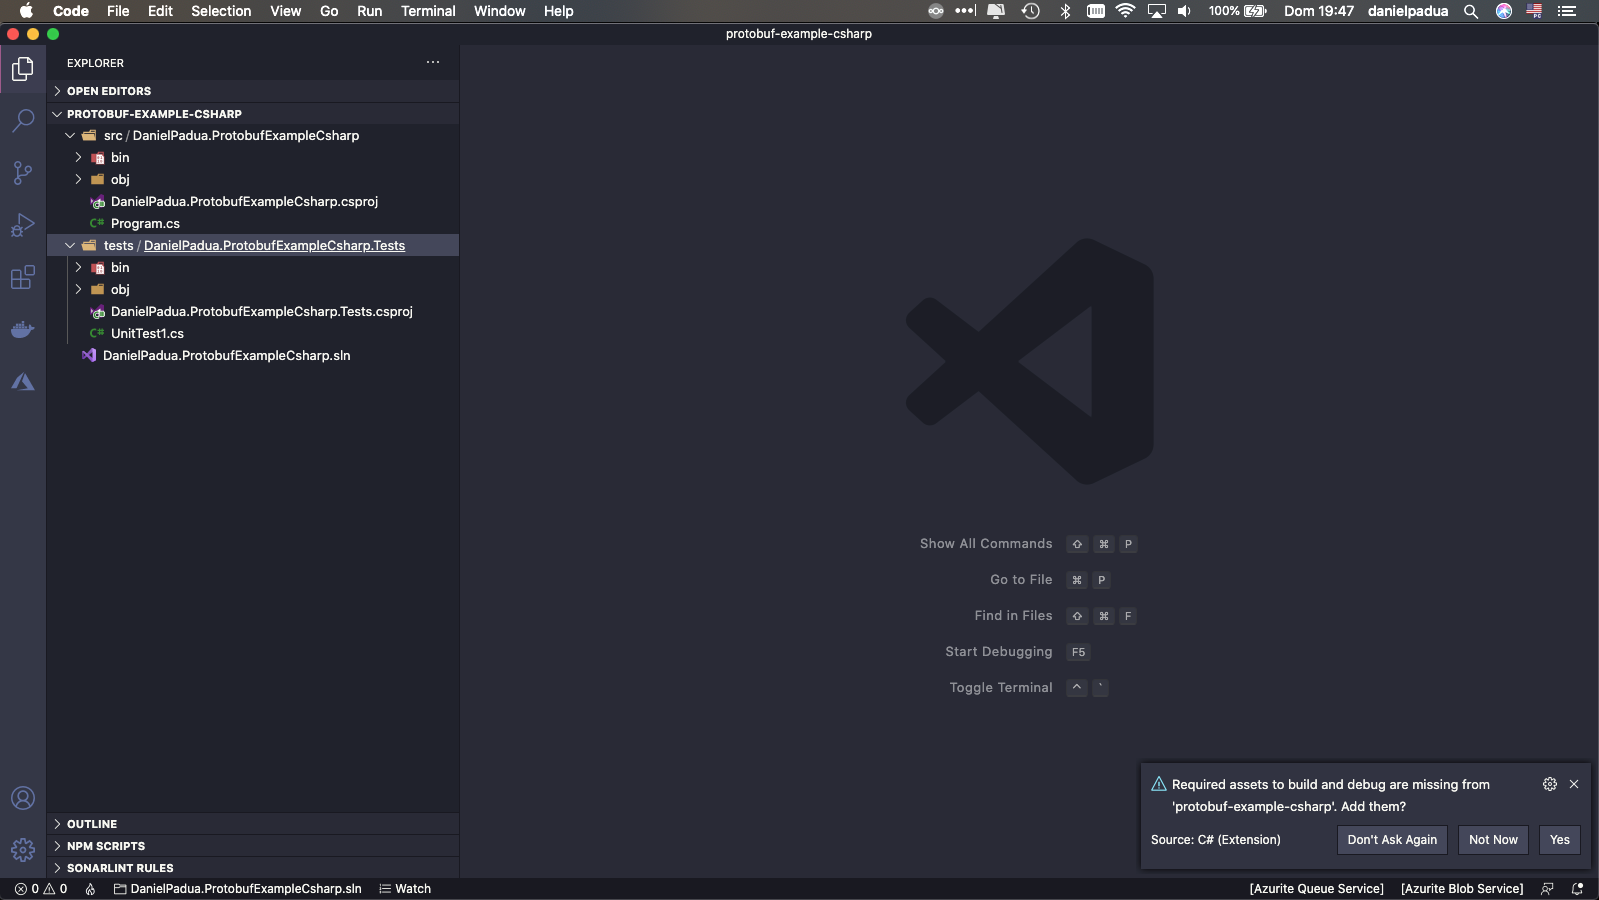 Code File Edit Selection View Go Run Terminal Window Help 100% Dom 19:47 danielpadua
protobuf-example-csharp
EXPLORER
OPEN EDITORS
PROTOBUF-EXAMPLE-CSHARP
src / DanielPadua.ProtobufExampleCsharp
bin
obj
DanielPadua.ProtobufExampleCsharp.csproj
C# Program.cs
tests / DanielPadua.ProtobufExampleCsharp.Tests
bin
obj
DanielPadua.ProtobufExampleCsharp.Tests.csproj
C# UnitTest1.cs
DanielPadua.ProtobufExampleCsharp.sln
Show All Commands ⇧ ⌘ P
Go to File ⌘ P
Find in Files ⇧ ⌘ F
Start Debugging F5
Toggle Terminal ^ `
Required assets to build and debug are missing from
'protobuf-example-csharp'. Add them?
Source: C# (Extension) Don't Ask Again Not Now Yes
OUTLINE
NPM SCRIPTS
SONARLINT RULES
0 0 DanielPadua.ProtobufExampleCsharp.sln Watch [Azurite Queue Service] [Azurite Blob Service]